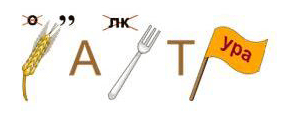 о ,, лк
А Т ура